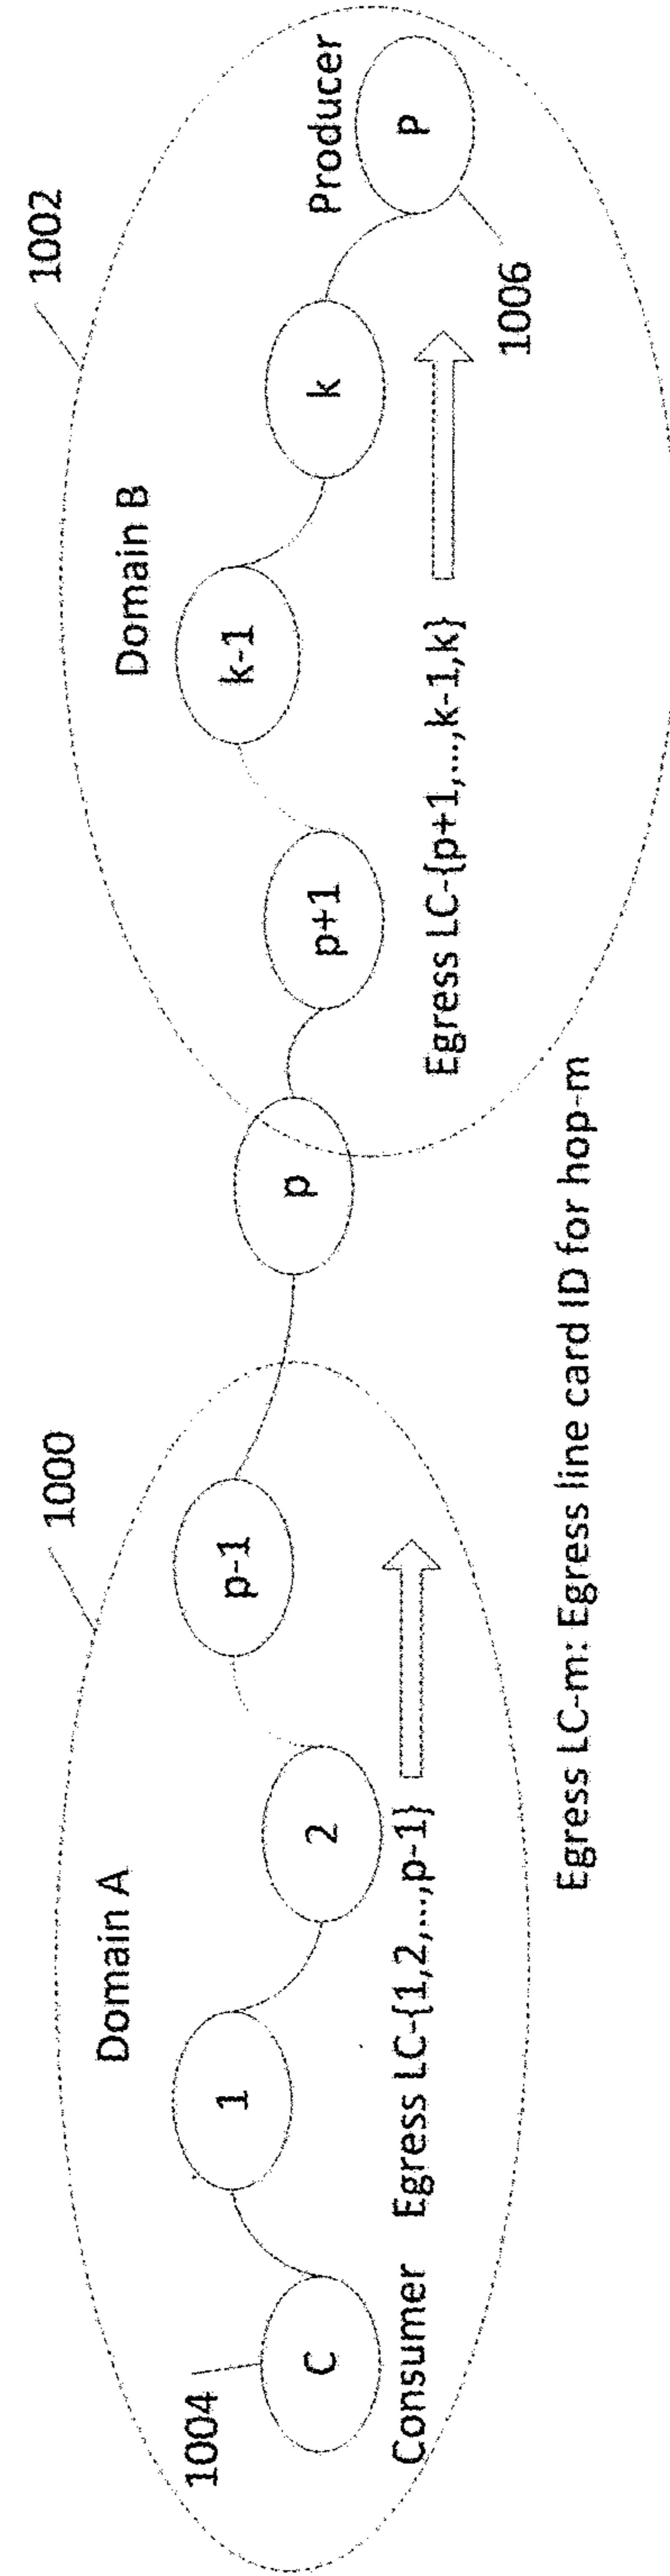 1000
1002
Domain A
Domain B
Producer
1004
C
1
2
p-1
p
p+1
k-1
k
P
1006
Consumer
Egress LC-{1,2,...,p-1}
Egress LC-{p+1,...,k-1,k}
Egress LC-m: Egress line card ID for hop-m